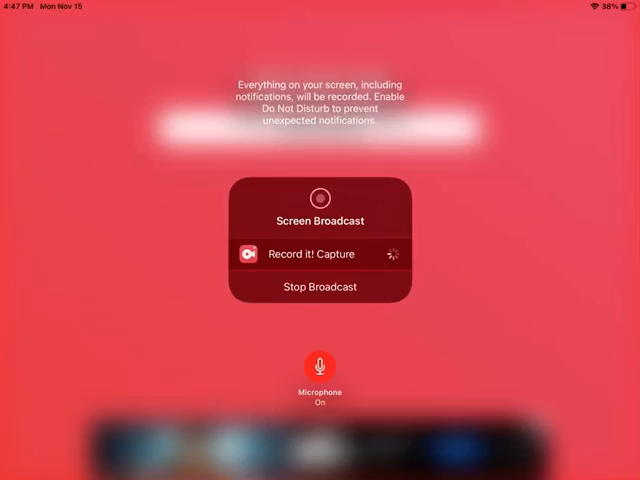 4:47 PM Mon Nov 15
38%
Everything on your screen, including
notifications, will be recorded. Enable
Do Not Disturb to prevent
unexpected notifications.
Screen Broadcast
Record it! Capture
Stop Broadcast
Microphone
On